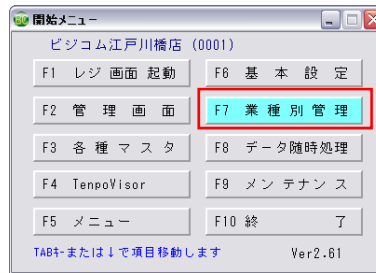 開始メニュー
ビジコム江戸川橋店 (0001)
F1 レジ画面起動
F6 基本設定
F2 管理画面
F7 業種別管理
F3 各種マスタ
F8 データ随時処理
F4 TenpoVisor
F9 メンテナンス
F5 メニュー
F10 終了
TABｷｰまたは↓で項目移動します Ver2.61